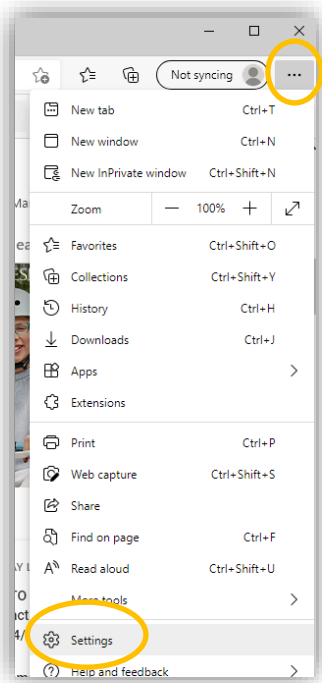 Not syncing
New tab Ctrl+T
New window Ctrl+N
New InPrivate window Ctrl+Shift+N
Zoom 100%
Favorites Ctrl+Shift+O
Collections Ctrl+Shift+Y
History Ctrl+H
Downloads Ctrl+J
Apps
Extensions
Print Ctrl+P
Web capture Ctrl+Shift+S
Share
Find on page Ctrl+F
Read aloud Ctrl+Shift+U
More tools
Settings
Help and feedback